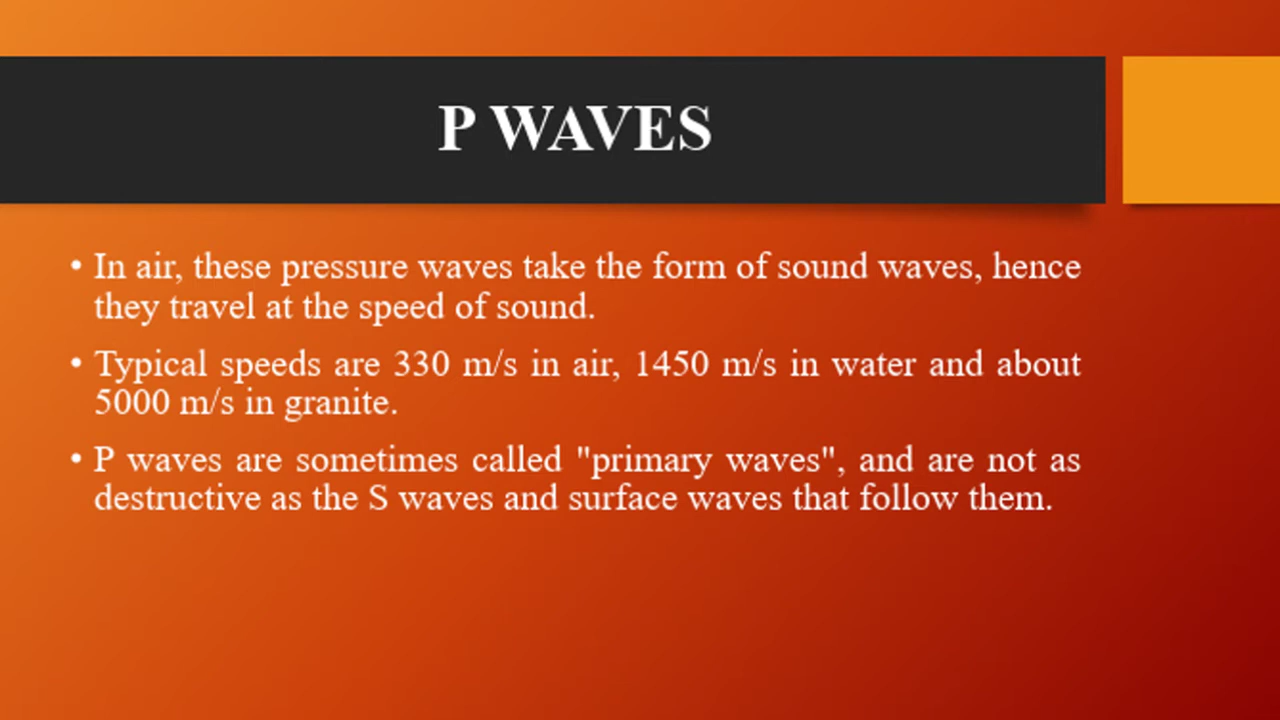 P WAVES
• In air, these pressure waves take the form of sound waves, hence
they travel at the speed of sound.
• Typical speeds are 330 m/s in air, 1450 m/s in water and about
5000 m/s in granite.
• P waves are sometimes called "primary waves", and are not as
destructive as the S waves and surface waves that follow them.